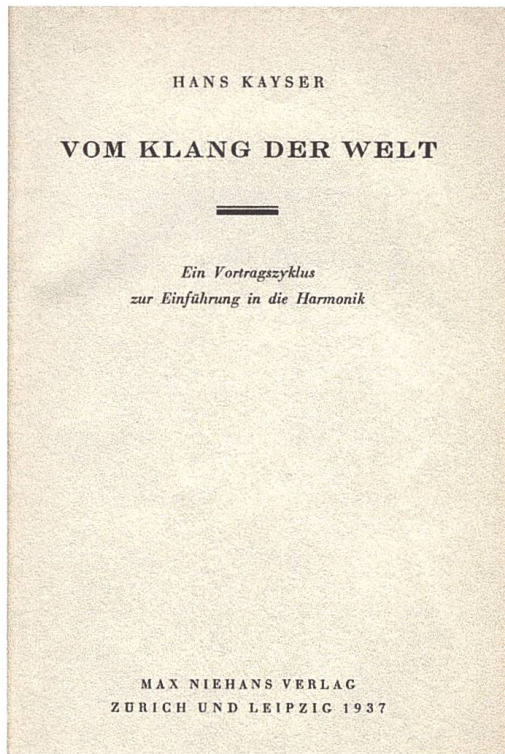 HANS KAYSER
VOM KLANG DER WELT
Ein Vortragszyklus
zur Einführung in die Harmonik
MAX NIEHANS VERLAG
ZÜRICH UND LEIPZIG 1937